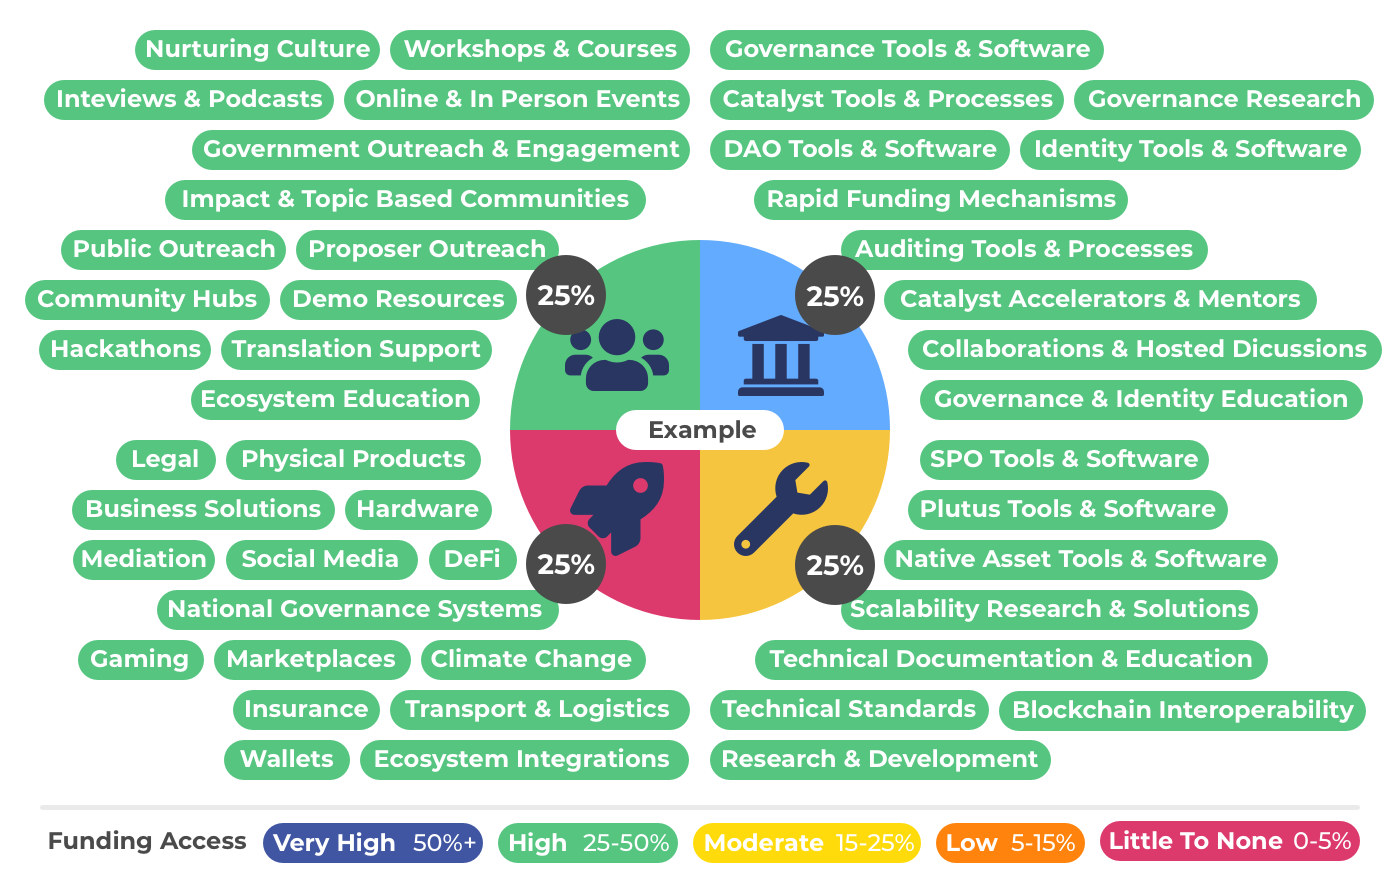 Nurturing Culture Workshops & Courses Governance Tools & Software
Inteviews & Podcasts Online & In Person Events Catalyst Tools & Processes Governance Research
Government Outreach & Engagement DAO Tools & Software Identity Tools & Software
Impact & Topic Based Communities Rapid Funding Mechanisms
Public Outreach Proposer Outreach Auditing Tools & Processes
25% 25%
Community Hubs Demo Resources Catalyst Accelerators & Mentors
Hackathons Translation Support Collaborations & Hosted Dicussions
Ecosystem Education Governance & Identity Education
Example
Legal Physical Products SPO Tools & Software
Business Solutions Hardware Plutus Tools & Software
Mediation Social Media DeFi Native Asset Tools & Software
25% 25%
National Governance Systems Scalability Research & Solutions
Gaming Marketplaces Climate Change Technical Documentation & Education
Insurance Transport & Logistics Technical Standards Blockchain Interoperability
Wallets Ecosystem Integrations Research & Development
Funding Access Very High 50%+ High 25-50% Moderate 15-25% Low 5-15% Little To None 0-5%